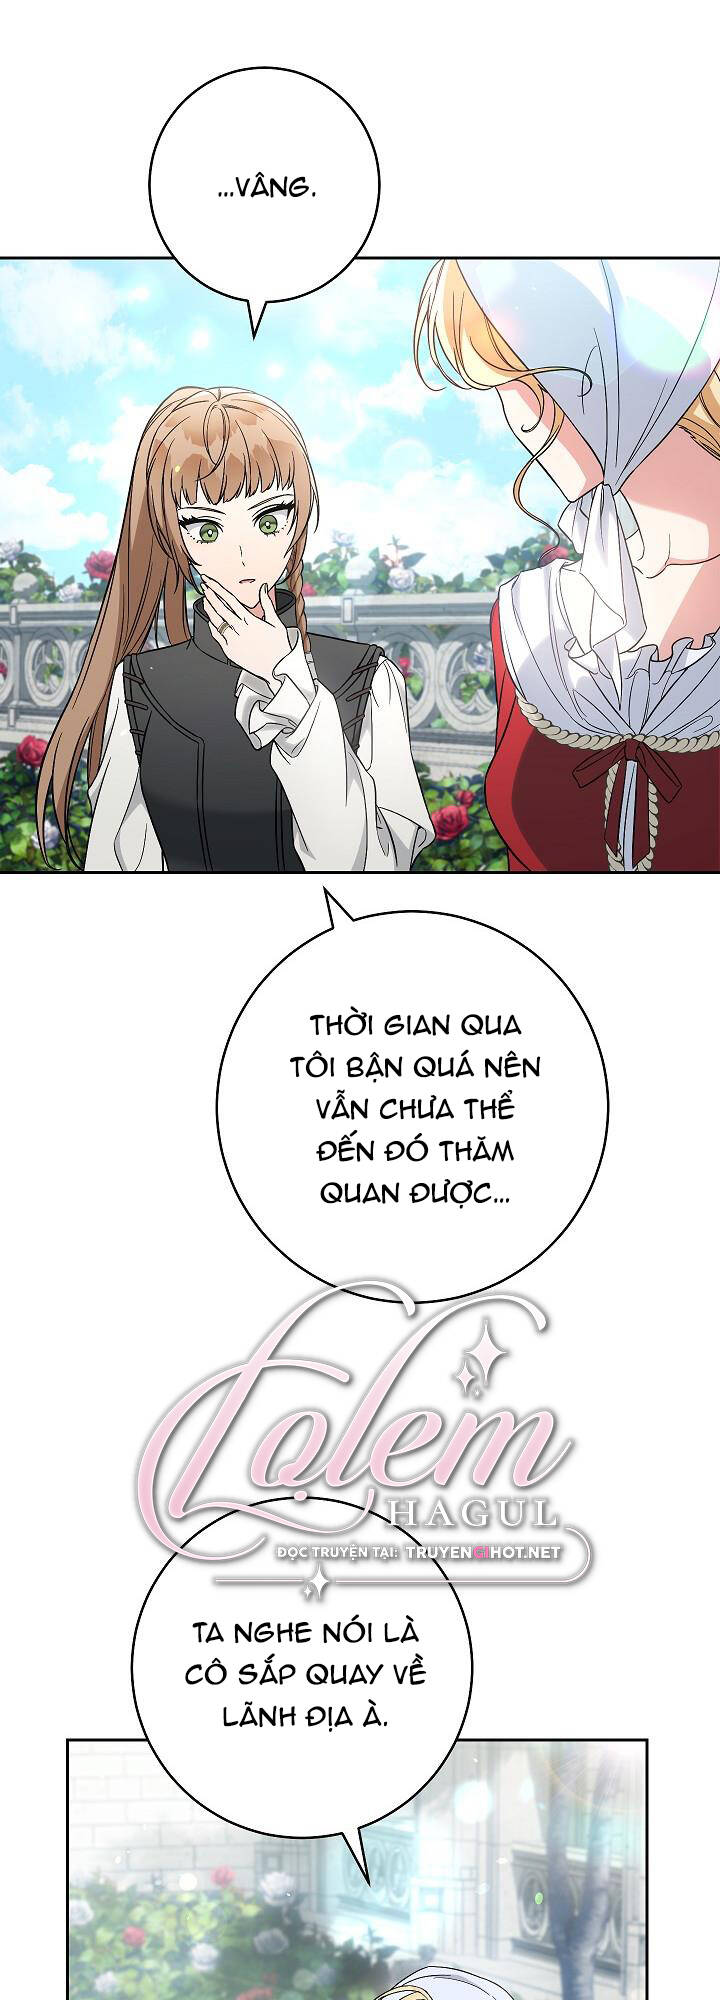 ...VÂNG.
THỜI GIAN QUA
TÔI BẬN QUÁ NÊN
VẪN CHƯA THỂ
ĐẾN ĐÓ THĂM
QUAN ĐƯỢC...
Lọlem
HAGUL
ĐỌC TRUYỆN TẠI: TRUYENGIHOT.NET
TA NGHE NÓI LÀ
CÔ SẮP QUAY VỀ
LÃNH ĐỊA À.